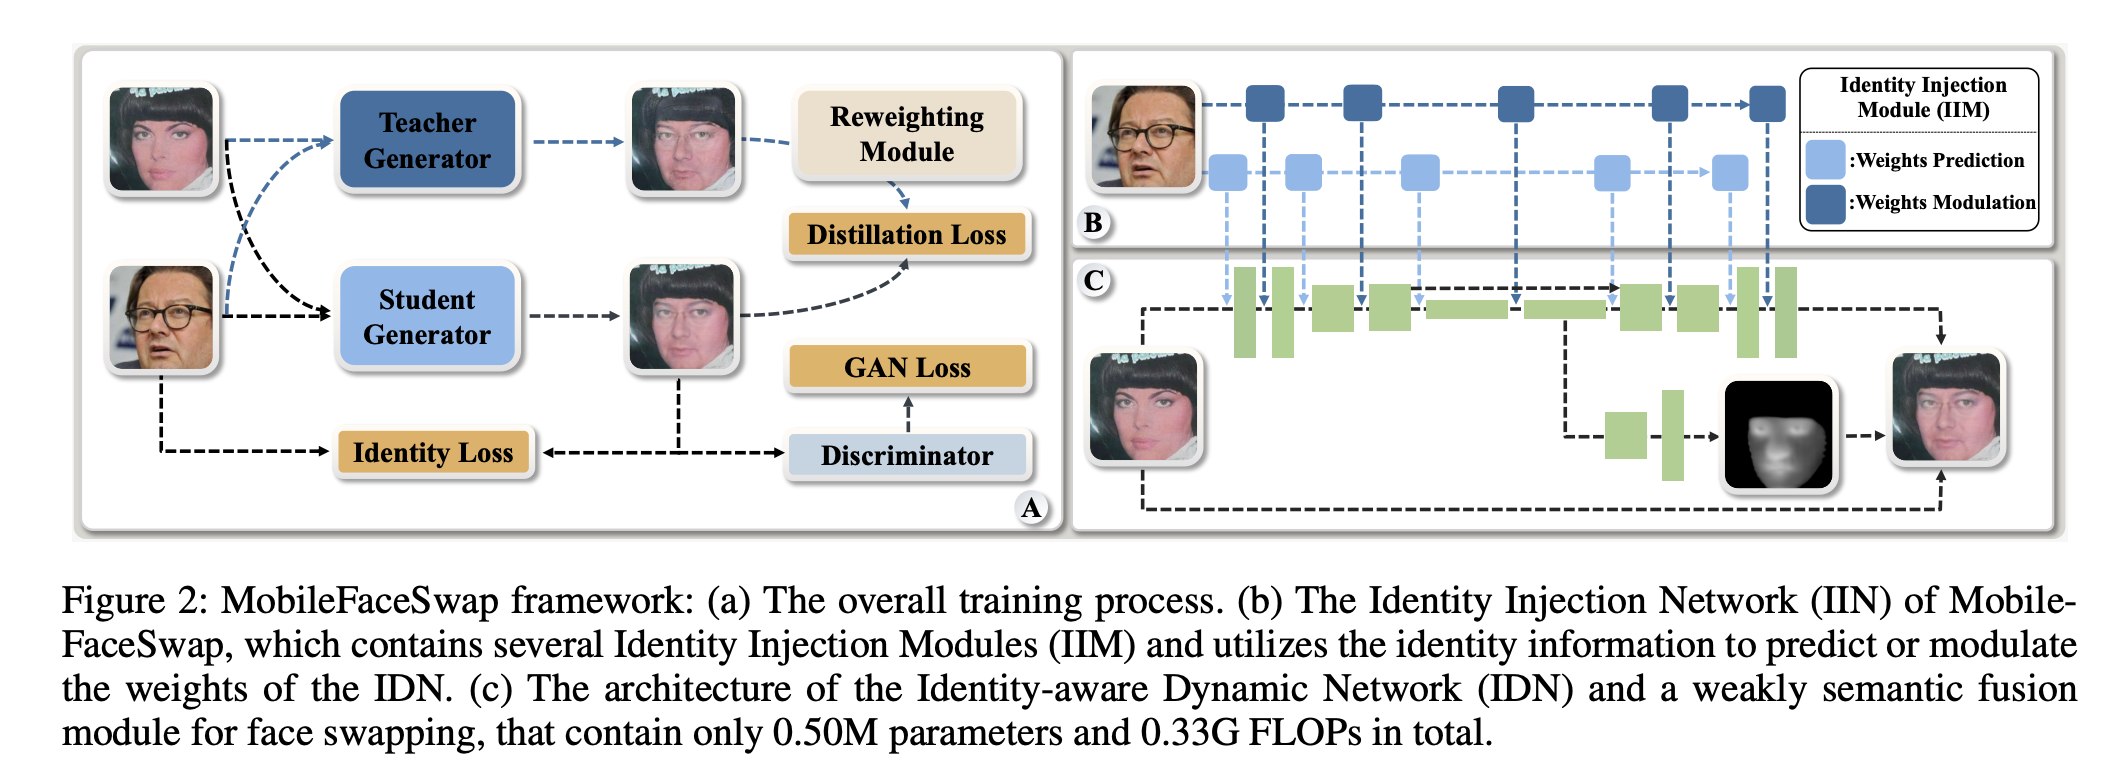 Teacher
Generator
Reweighting
Module
Distillation Loss
Student
Generator
GAN Loss
Identity Loss
Discriminator
A
Identity Injection
Module (IIM)
:Weights Prediction
:Weights Modulation
B
C
Figure 2: MobileFaceSwap framework: (a) The overall training process. (b) The Identity Injection Network (IIN) of Mobile-
FaceSwap, which contains several Identity Injection Modules (IIM) and utilizes the identity information to predict or modulate
the weights of the IDN. (c) The architecture of the Identity-aware Dynamic Network (IDN) and a weakly semantic fusion
module for face swapping, that contain only 0.50M parameters and 0.33G FLOPs in total.